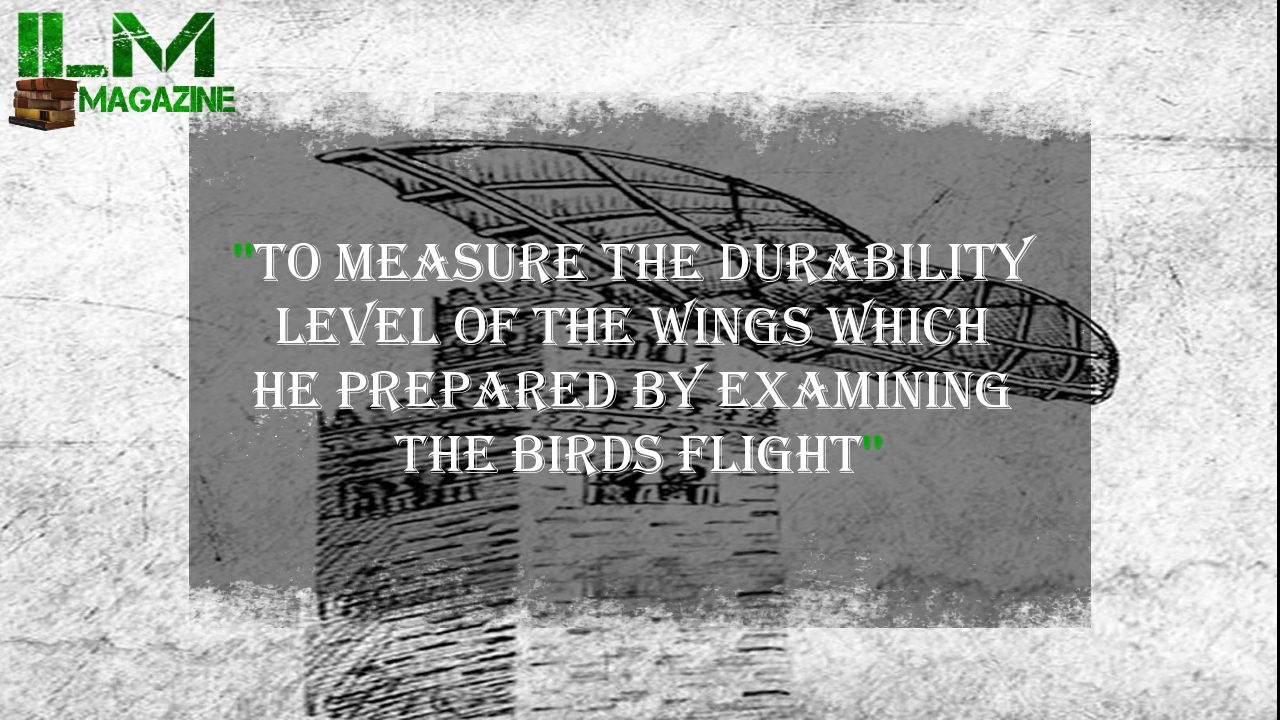 ILM
MAGAZINE
"TO MEASURE THE DURABILITY
LEVEL OF THE WINGS WHICH
HE PREPARED BY EXAMINING
THE BIRDS FLIGHT"